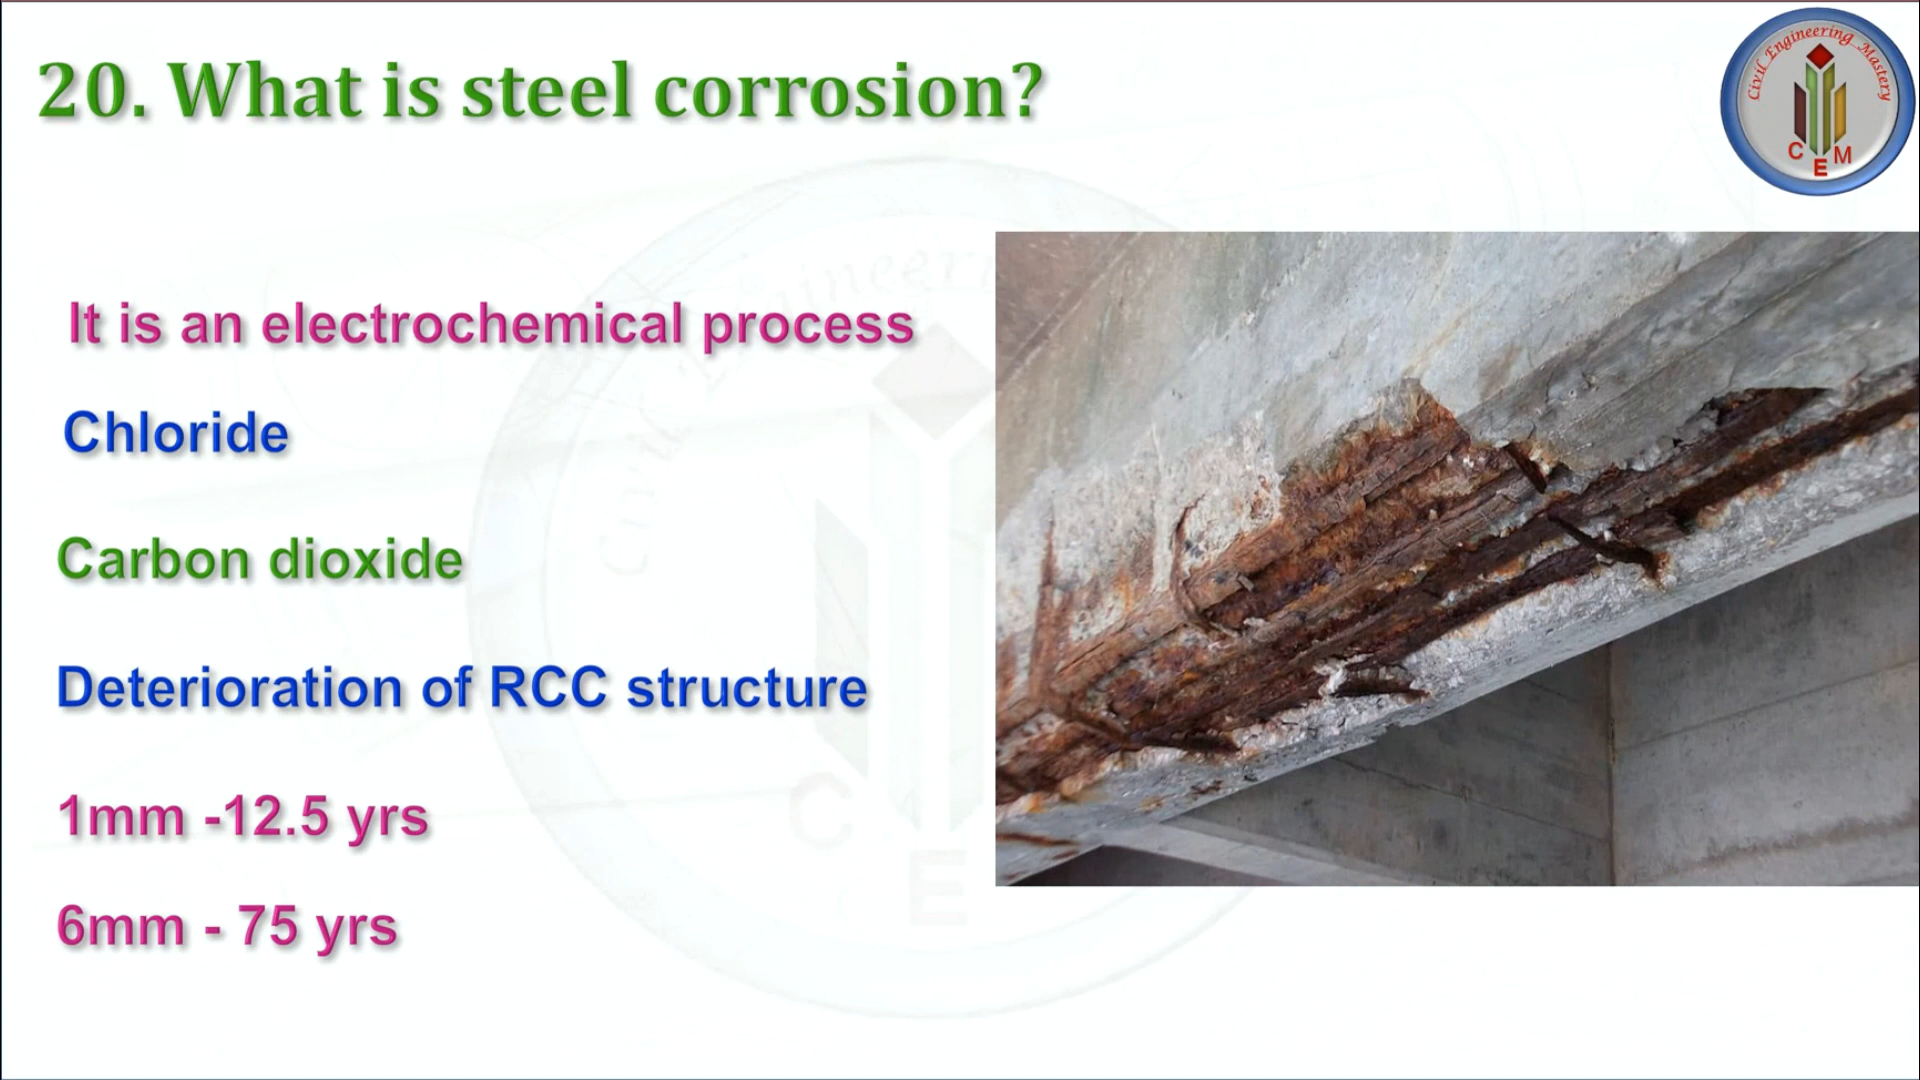 20. What is steel corrosion?
Civil Engineering Mastery
C E M
It is an electrochemical process
Chloride
Carbon dioxide
Deterioration of RCC structure
1mm -12.5 yrs
6mm - 75 yrs